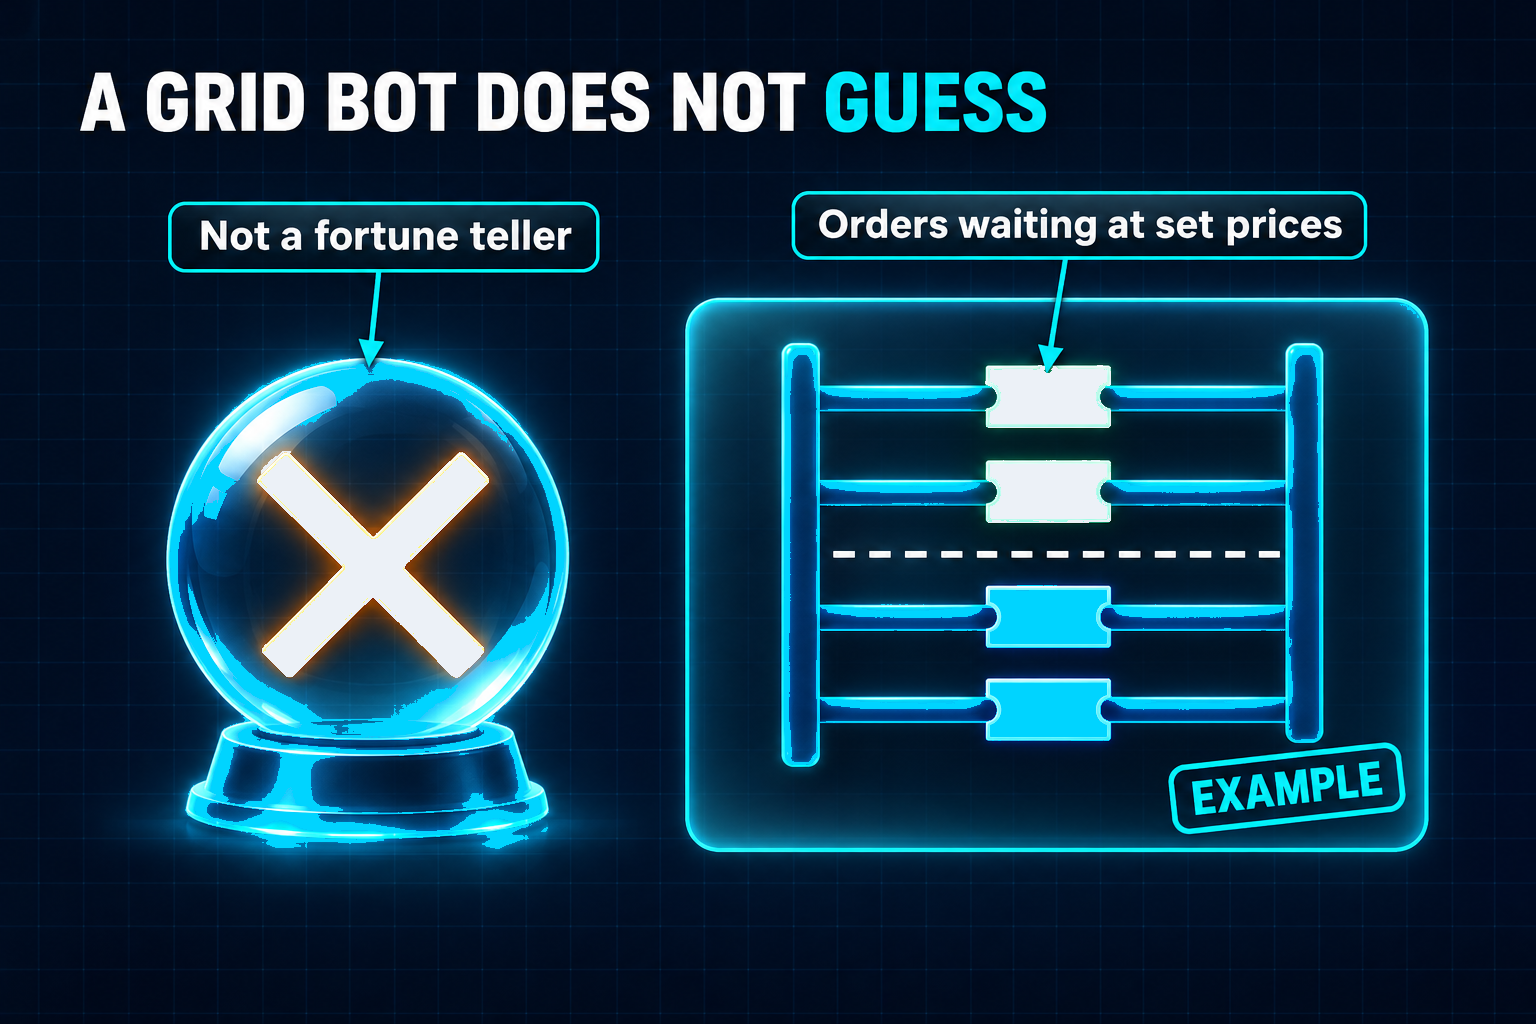 A GRID BOT DOES NOT GUESS
Not a fortune teller
Orders waiting at set prices
EXAMPLE